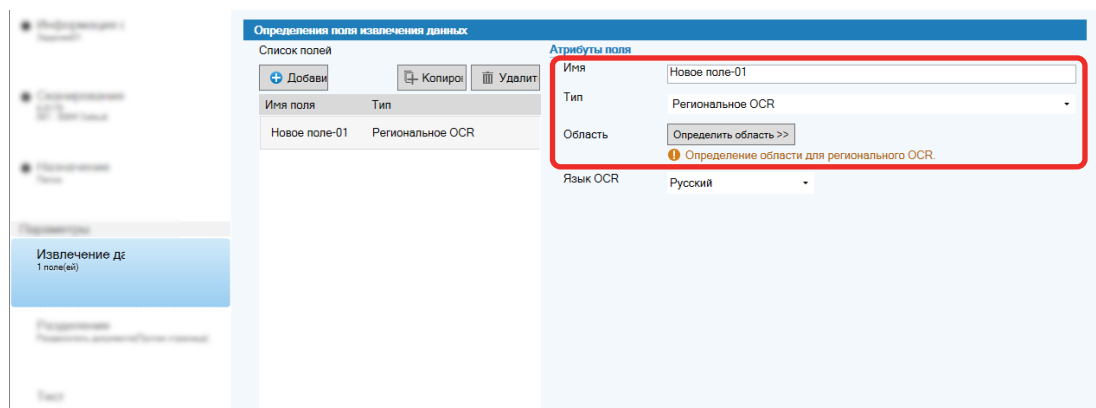 Определения поля извлечения данных
Список полей
Добави
Копиро
Удалит
Имя поля Тип
Новое поле-01 Региональное OCR
Атрибуты поля
Имя Новое поле-01
Тип Региональное OCR
Область Определить область >>
Определение области для регионального OCR.
Язык OCR Русский
Параметры
Извлечение да
1 поле(ей)